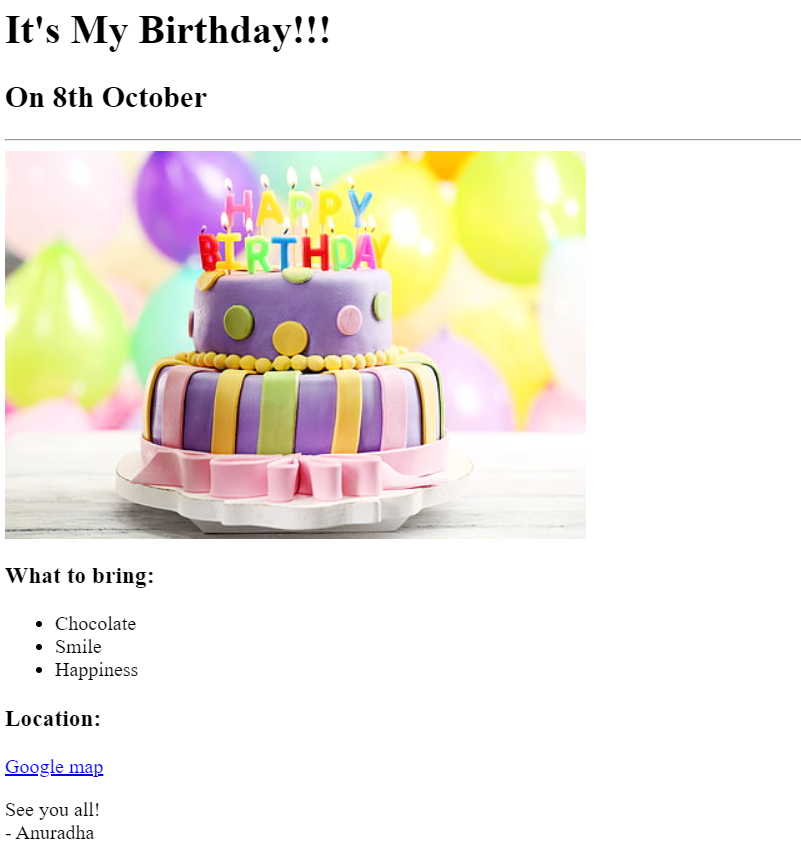 It's My Birthday!!!
On 8th October
HAPPY
BIRTHDAY
What to bring:
Chocolate
Smile
Happiness
Location:
Google map
See you all!
- Anuradha